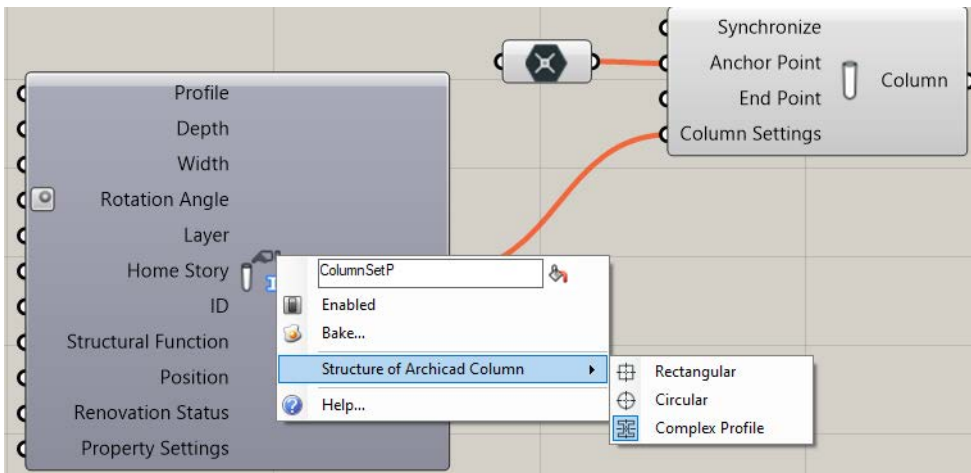 Synchronize
Anchor Point
End Point
Column Settings
Column
Profile
Depth
Width
Rotation Angle
Layer
Home Story
ID
Structural Function
Position
Renovation Status
Property Settings
ColumnSetP
Enabled
Bake...
Structure of Archicad Column
Help...
Rectangular
Circular
Complex Profile